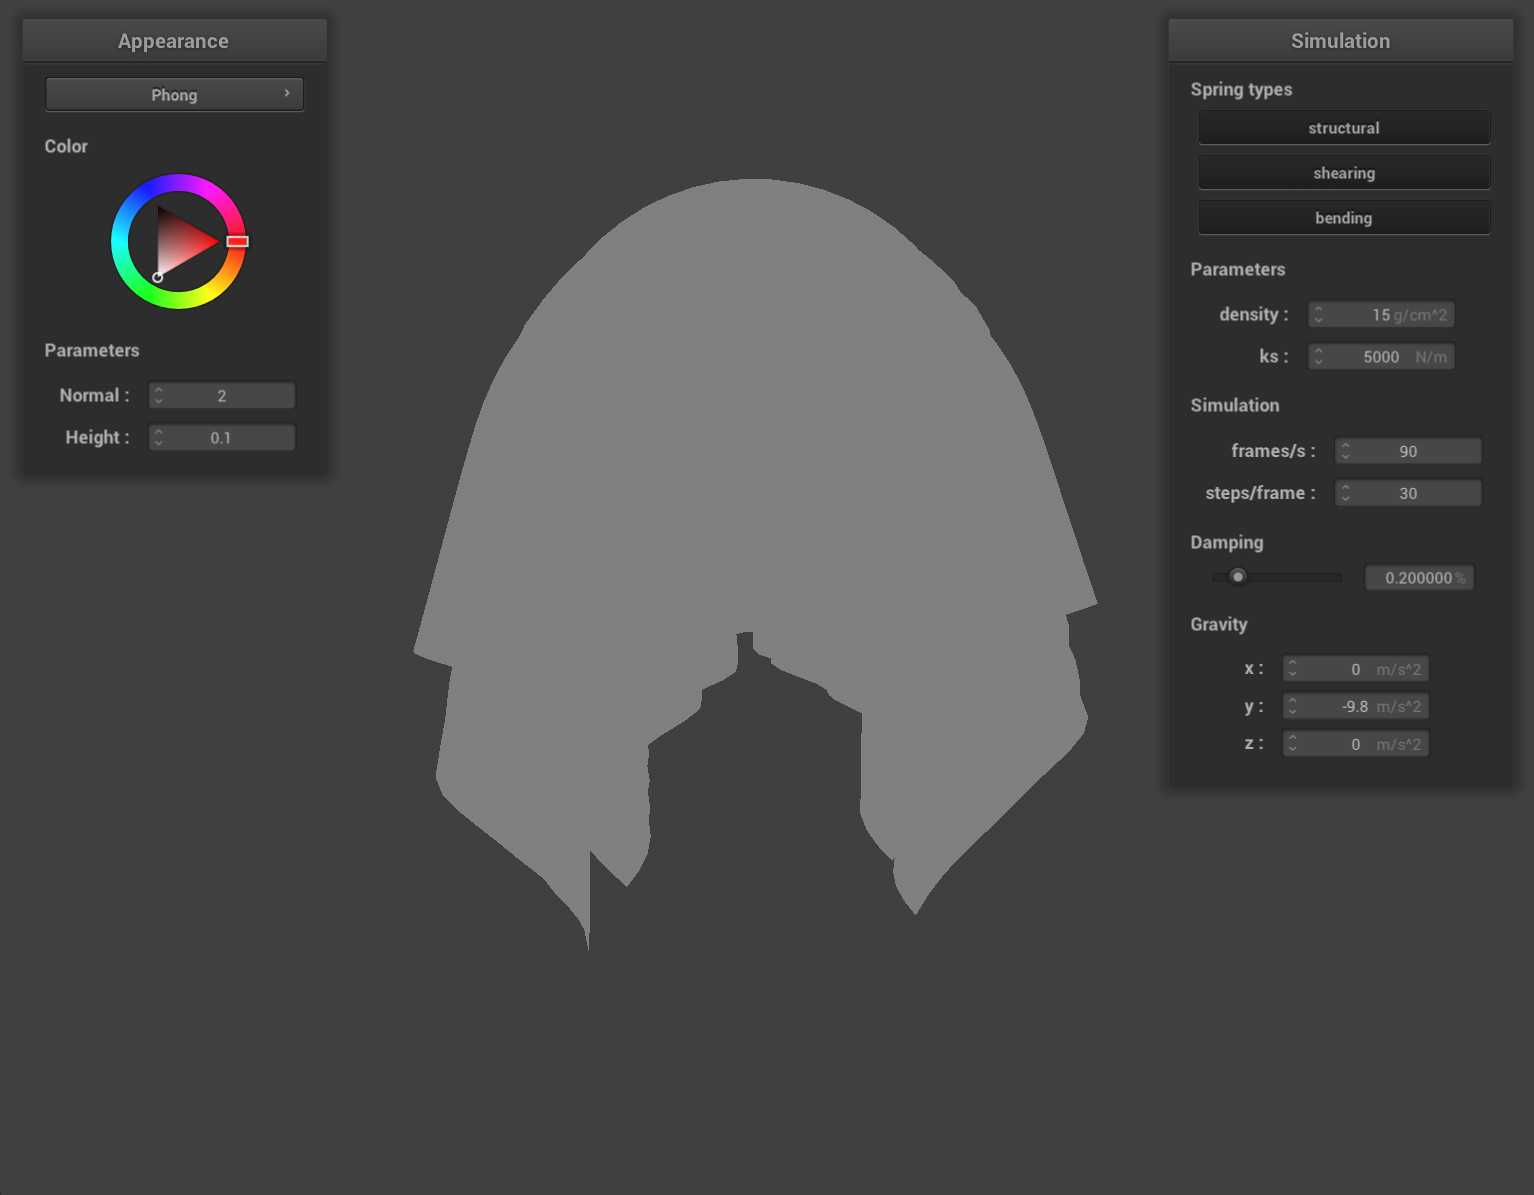 Appearance
Phong
Color
Parameters
Normal : 2
Height : 0.1
Simulation
Spring types
structural
shearing
bending
Parameters
density : 15 g/cm^2
ks : 5000 N/m
Simulation
frames/s : 90
steps/frame : 30
Damping
0.200000 %
Gravity
x : 0 m/s^2
y : -9.8 m/s^2
z : 0 m/s^2